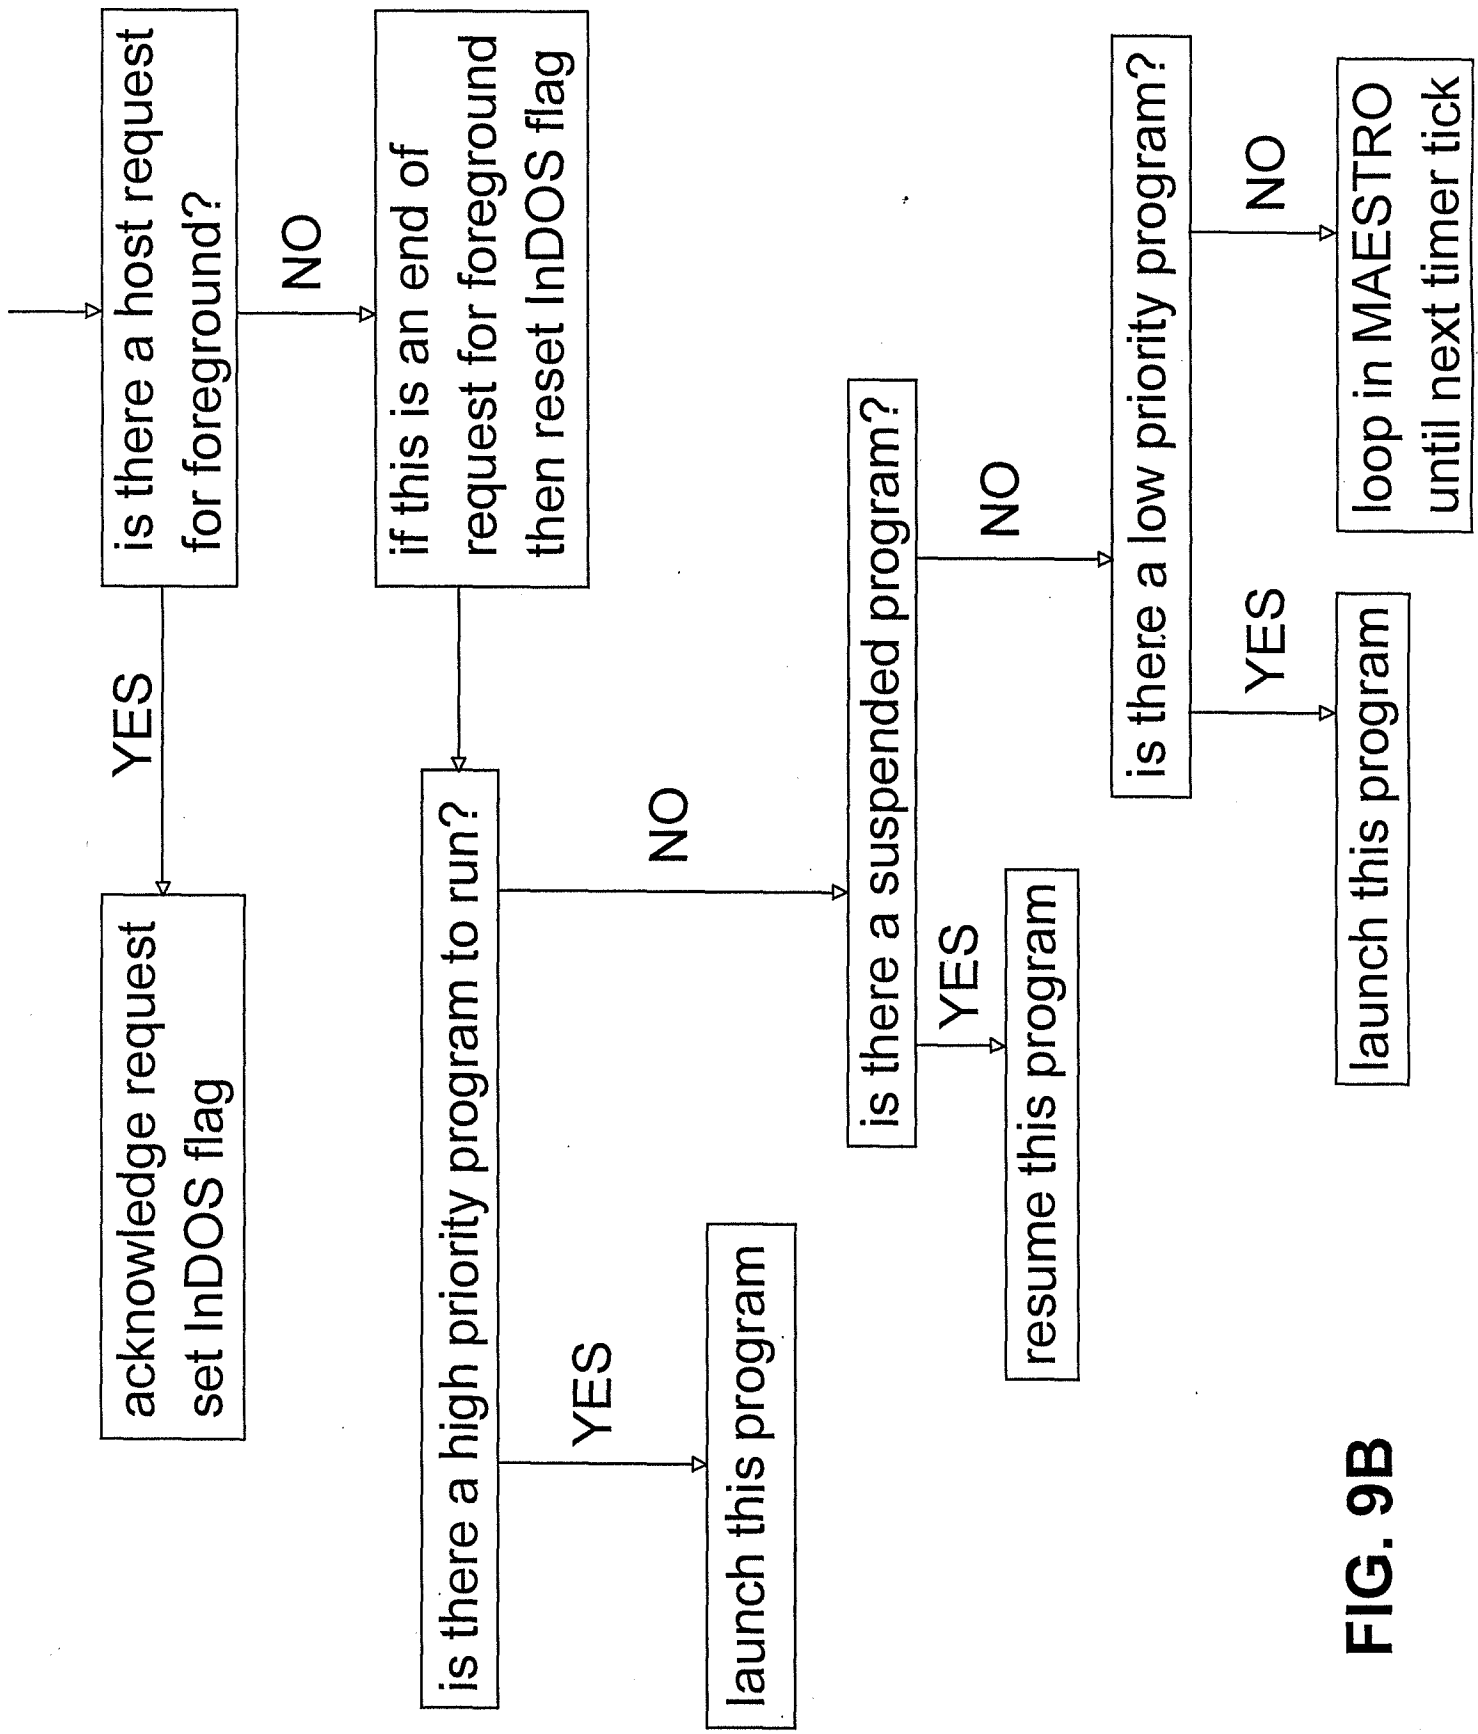 is there a host request
for foreground?
YES
NO
acknowledge request
set InDOS flag
if this is an end of
request for foreground
then reset InDOS flag
is there a high priority program to run?
YES
NO
launch this program
is there a suspended program?
YES
NO
resume this program
is there a low priority program?
YES
NO
launch this program
loop in MAESTRO
until next timer tick
FIG. 9B